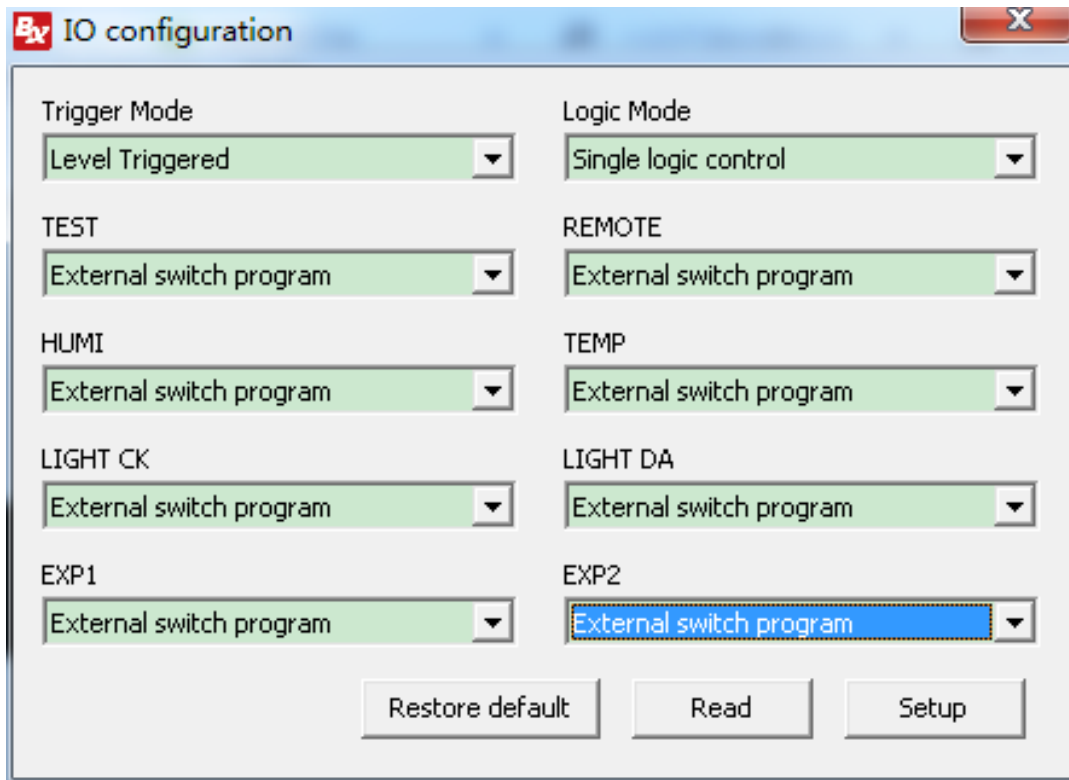 BX IO configuration
Trigger Mode
Logic Mode
Level Triggered
Single logic control
TEST
REMOTE
External switch program
External switch program
HUMI
TEMP
External switch program
External switch program
LIGHT CK
LIGHT DA
External switch program
External switch program
EXP1
EXP2
External switch program
External switch program
Restore default
Read
Setup